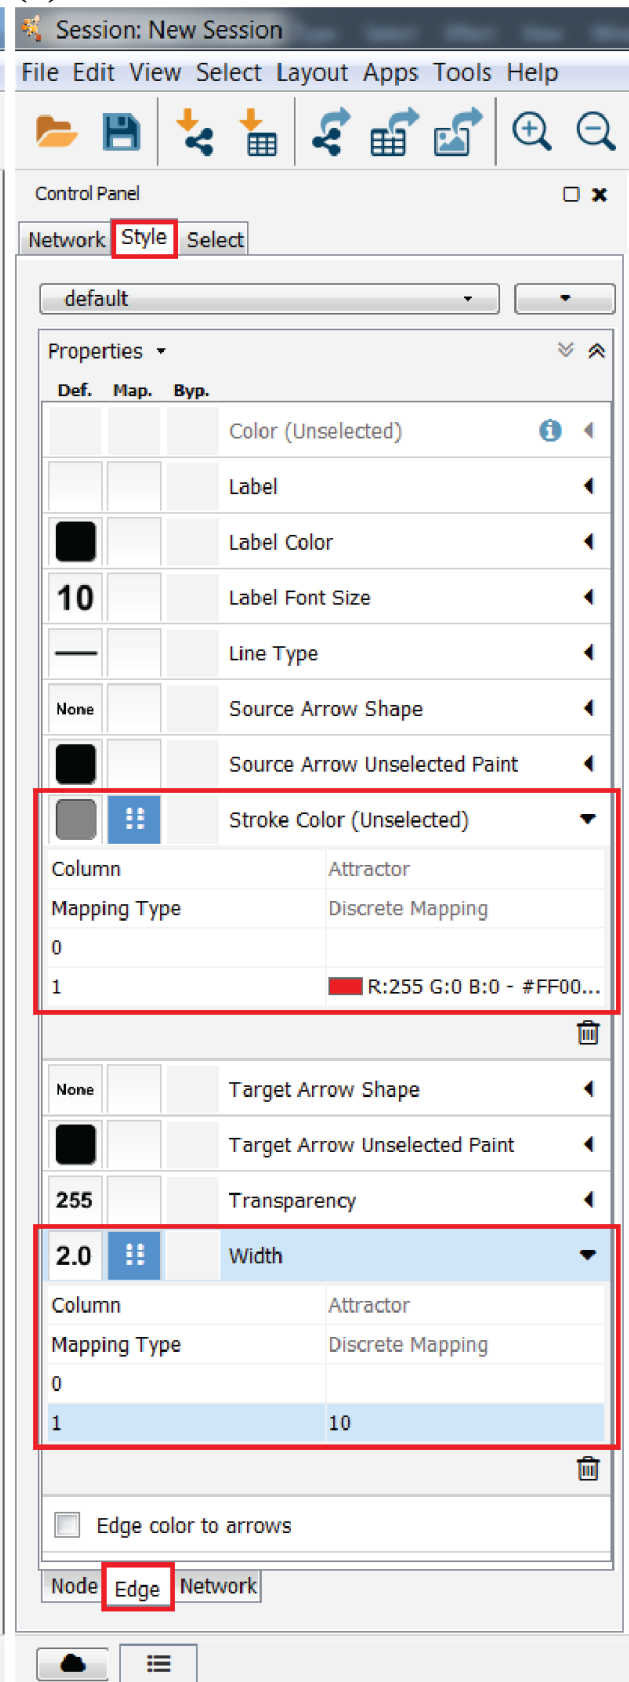 Session: New Session
File Edit View Select Layout Apps Tools Help
Control Panel
Network Style Select
default
Properties
Def. Map. Byp.
Color (Unselected)
Label
Label Color
10 Label Font Size
Line Type
None Source Arrow Shape
Source Arrow Unselected Paint
Stroke Color (Unselected)
Column Attractor
Mapping Type Discrete Mapping
0
1 R:255 G:0 B:0 - #FF00...
None Target Arrow Shape
Target Arrow Unselected Paint
255 Transparency
2.0 Width
Column Attractor
Mapping Type Discrete Mapping
0
1 10
Edge color to arrows
Node Edge Network